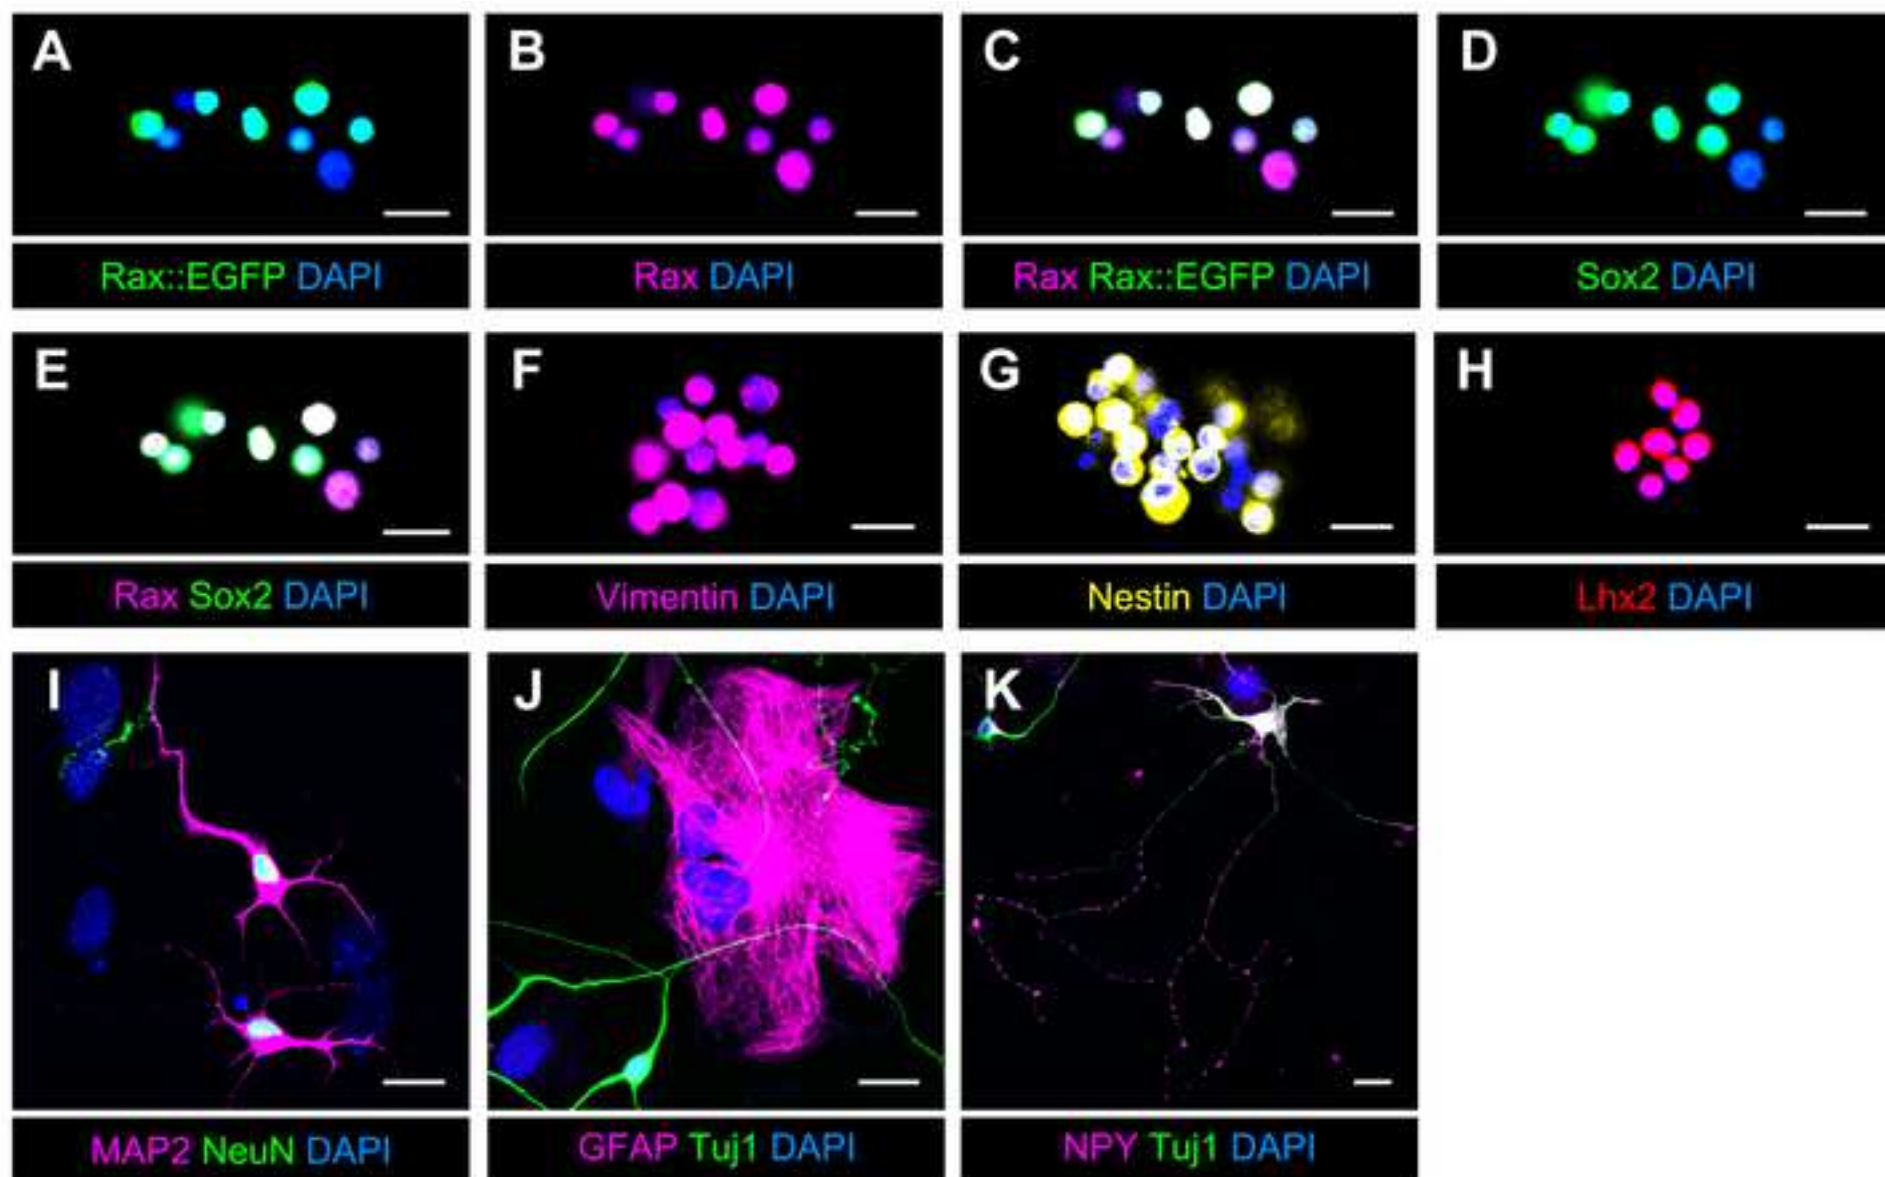 A
B
C
D
Rax::EGFP DAPI
Rax DAPI
Rax Rax::EGFP DAPI
Sox2 DAPI
E
F
G
H
Rax Sox2 DAPI
Vimentin DAPI
Nestin DAPI
Lhx2 DAPI
I
J
K
MAP2 NeuN DAPI
GFAP Tuj1 DAPI
NPY Tuj1 DAPI